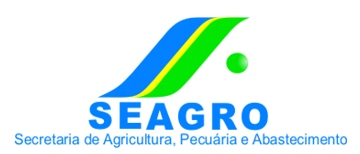 SEAGRO
Secretaria de Agricultura, Pecuária e Abastecimento